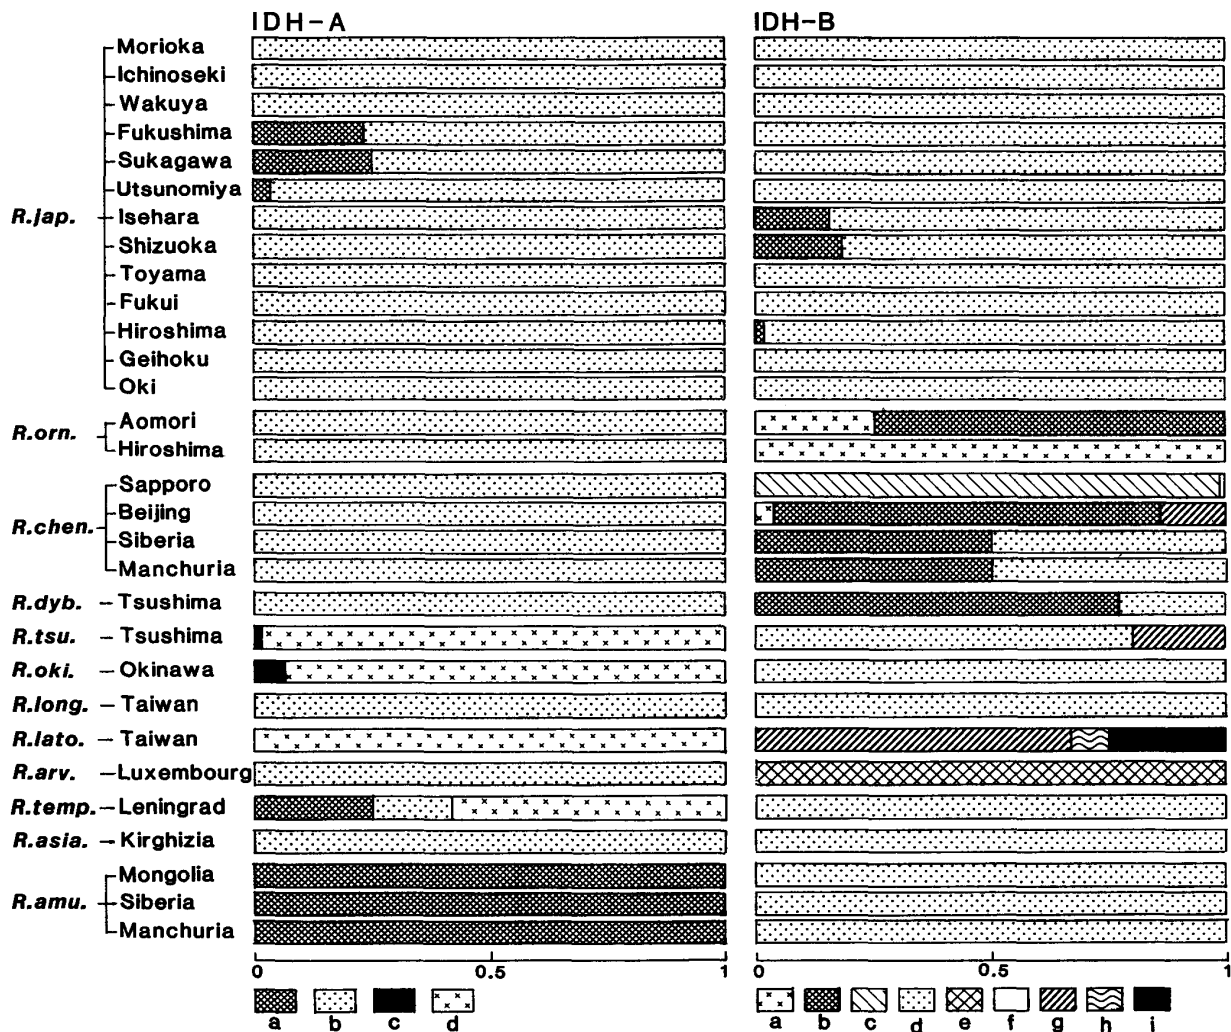 IDH-A IDH-B
Morioka
Ichinoseki
Wakuya
Fukushima
Sukagawa
Utsunomiya
R.jap. Isehara
Shizuoka
Toyama
Fukui
Hiroshima
Geihoku
Oki
R.orn. Aomori
Hiroshima
Sapporo
R.chen. Beijing
Siberia
Manchuria
R.dyb. Tsushima
R.tsu. Tsushima
R.oki. Okinawa
R.long. Taiwan
R.lato. Taiwan
R.arv. Luxembourg
R.temp. Leningrad
R.asia. Kirghizia
Mongolia
R.amu. Siberia
Manchuria
0 0.5 1 0 0.5 1
a b c d a b c d e f g h i